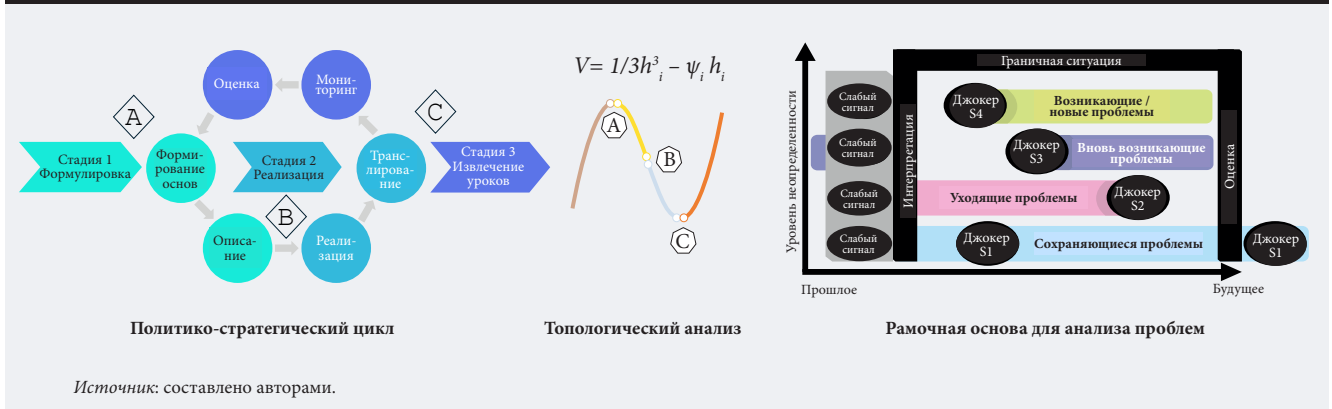 Оценка
Мони-
торинг
A
C
Стадия 1
Формулировка
Форми-
рование
основ
Стадия 2
Реализация
Транс-
лирова-
ние
Стадия 3
Извлечение
уроков
B
Описа-
ние
Реали-
зация
Политико-стратегический цикл
V= 1/3h³ᵢ – ψᵢ hᵢ
A
B
C
Топологический анализ
Уровень неопределенности
Граничная ситуация
Слабый
сигнал
Джокер
S4
Возникающие /
новые проблемы
Слабый
сигнал
Джокер
S3
Вновь возникающие
проблемы
Интерпретация
Оценка
Слабый
сигнал
Уходящие проблемы
Джокер
S2
Слабый
сигнал
Джокер
S1
Сохраняющиеся проблемы
Джокер
S1
Прошлое
Будущее
Рамочная основа для анализа проблем
Источник: составлено авторами.